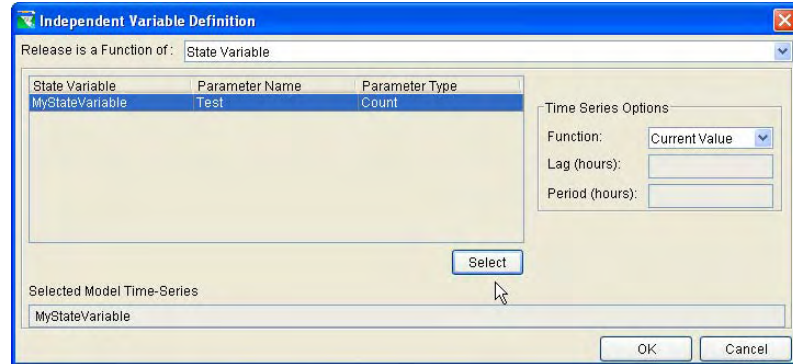 Independent Variable Definition
Release is a Function of: State Variable
State Variable Parameter Name Parameter Type
MyStateVariable Test Count
Time Series Options
Function: Current Value
Lag (hours):
Period (hours):
Select
Selected Model Time-Series
MyStateVariable
OK Cancel